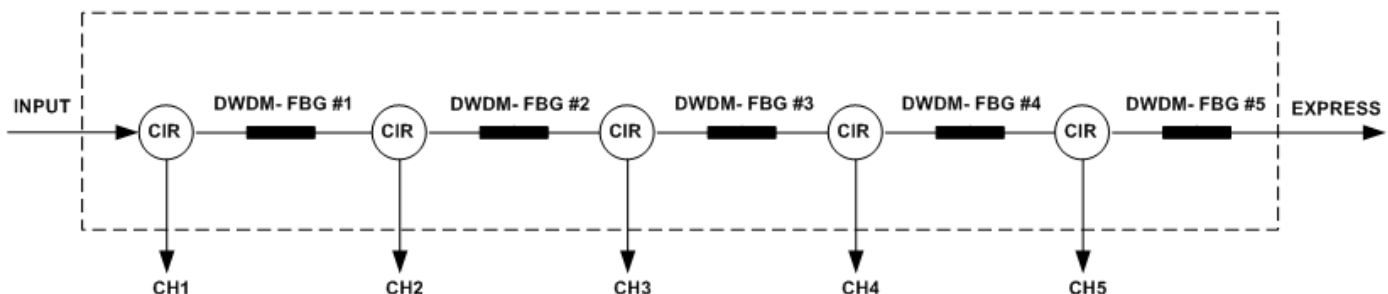 INPUT
CIR
DWDM- FBG #1
CIR
DWDM- FBG #2
CIR
DWDM- FBG #3
CIR
DWDM- FBG #4
CIR
DWDM- FBG #5
EXPRESS
CH1
CH2
CH3
CH4
CH5